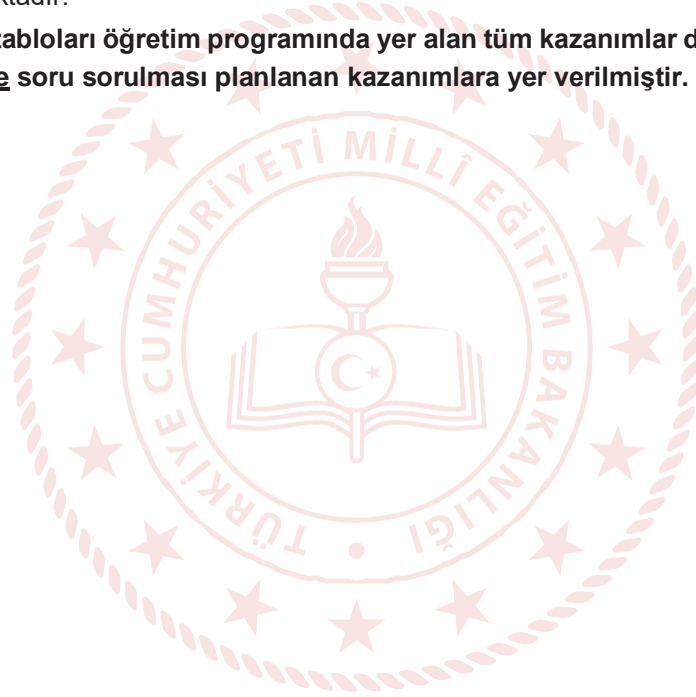 ktadır.
tabloları öğretim programında yer alan tüm kazanımlar d
e soru sorulması planlanan kazanımlara yer verilmiştir.
TÜRKİYE CUMHURİYETİ MİLLÎ EĞİTİM BAKANLIĞI